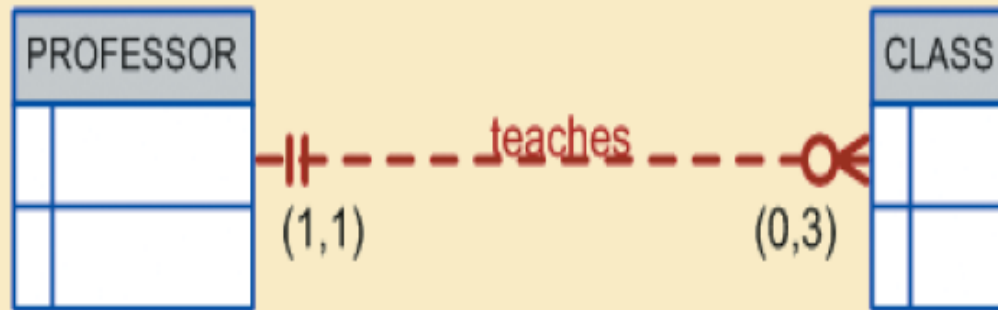 PROFESSOR
CLASS
teaches
(1,1)
(0,3)